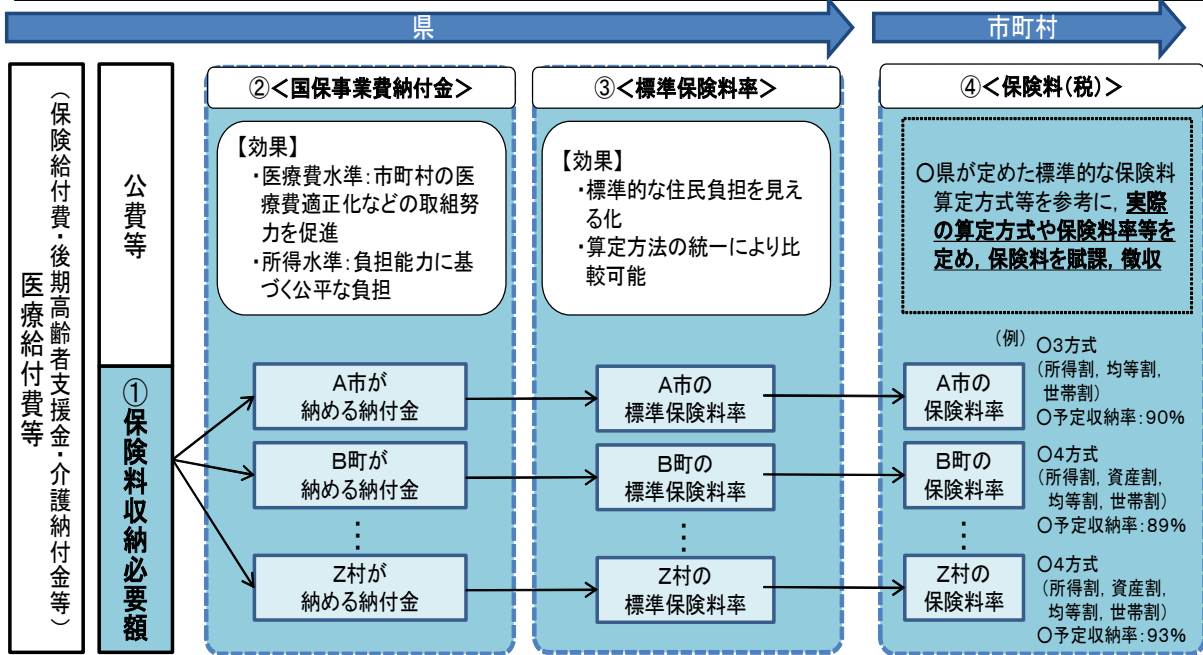 県
市町村
医療給付費等
（保険給付費・後期高齢者支援金・介護納付金等）
公費等
①保険料収納必要額
②＜国保事業費納付金＞
【効果】
・医療費水準：市町村の医
療費適正化などの取組努
力を促進
・所得水準：負担能力に基
づく公平な負担
A市が
納める納付金
B町が
納める納付金
⋮
Z村が
納める納付金
③＜標準保険料率＞
【効果】
・標準的な住民負担を見え
る化
・算定方法の統一により比
較可能
A市の
標準保険料率
B町の
標準保険料率
⋮
Z村の
標準保険料率
④＜保険料（税）＞
○県が定めた標準的な保険料
算定方式等を参考に，実際
の算定方式や保険料率等を
定め，保険料を賦課，徴収
（例）
A市の
保険料率
○3方式
（所得割，均等割，
世帯割）
○予定収納率：90％
B町の
保険料率
○4方式
（所得割，資産割，
均等割，世帯割）
○予定収納率：89％
⋮
Z村の
保険料率
○4方式
（所得割，資産割，
均等割，世帯割）
○予定収納率：93％